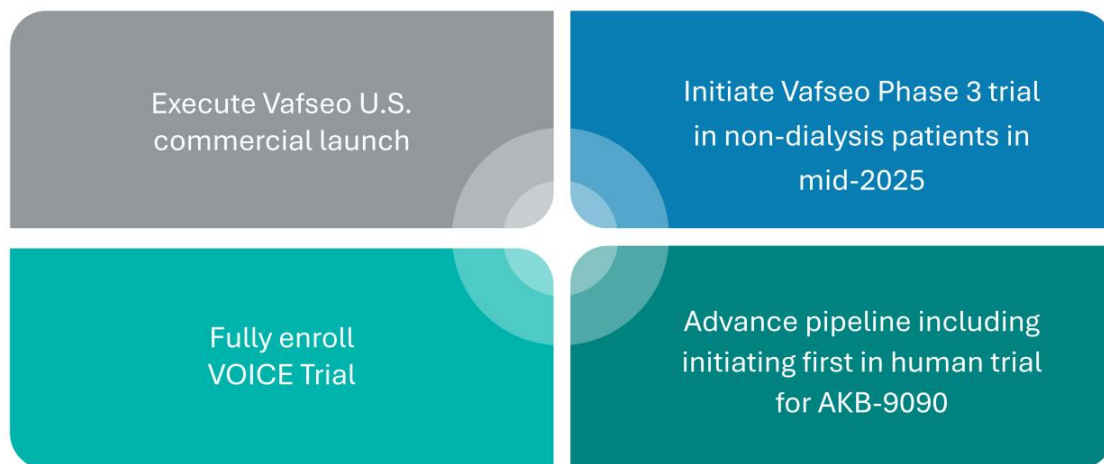 Execute Vafseo U.S.
commercial launch
Initiate Vafseo Phase 3 trial
in non-dialysis patients in
mid-2025
Fully enroll
VOICE Trial
Advance pipeline including
initiating first in human trial
for AKB-9090